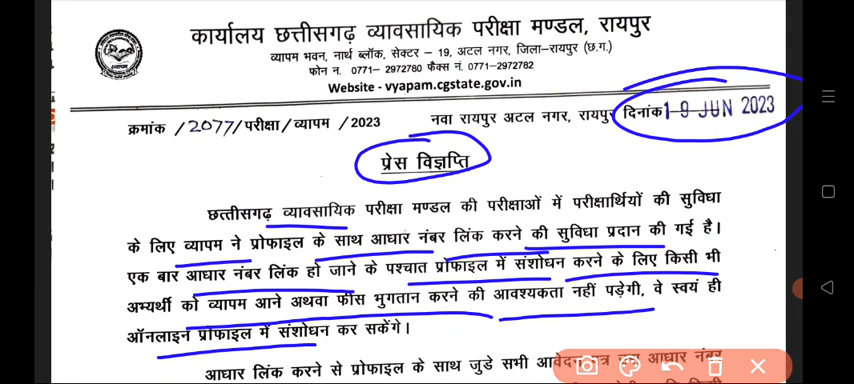 कार्यालय छत्तीसगढ़ व्यावसायिक परीक्षा मण्डल, रायपुर
व्यापम भवन, नार्थ ब्लॉक, सेक्टर - 19, अटल नगर, जिला-रायपुर (छ.ग.)
फोन न. 0771- 2972780 फैक्स नं. 0771-2972782
Website - vyapam.cgstate.gov.in
क्रमांक /2077/परीक्षा/व्यापम /2023 नवा रायपुर अटल नगर, रायपुर दिनांक 19 JUN 2023
प्रेस विज्ञप्ति
छत्तीसगढ़ व्यावसायिक परीक्षा मण्डल की परीक्षाओं में परीक्षार्थियों की सुविधा
के लिए व्यापम ने प्रोफाइल के साथ आधार नंबर लिंक करने की सुविधा प्रदान की गई है।
एक बार आधार नंबर लिंक हो जाने के पश्चात प्रोफाइल में संशोधन करने के लिए किसी भी
अभ्यर्थी को व्यापम आने अथवा फीस भुगतान करने की आवश्यकता नहीं पड़ेगी, वे स्वयं ही
ऑनलाइन प्रोफाइल में संशोधन कर सकेंगे।
आधार लिंक करने से प्रोफाइल के साथ जुडे सभी आवेदन आधार नंबर